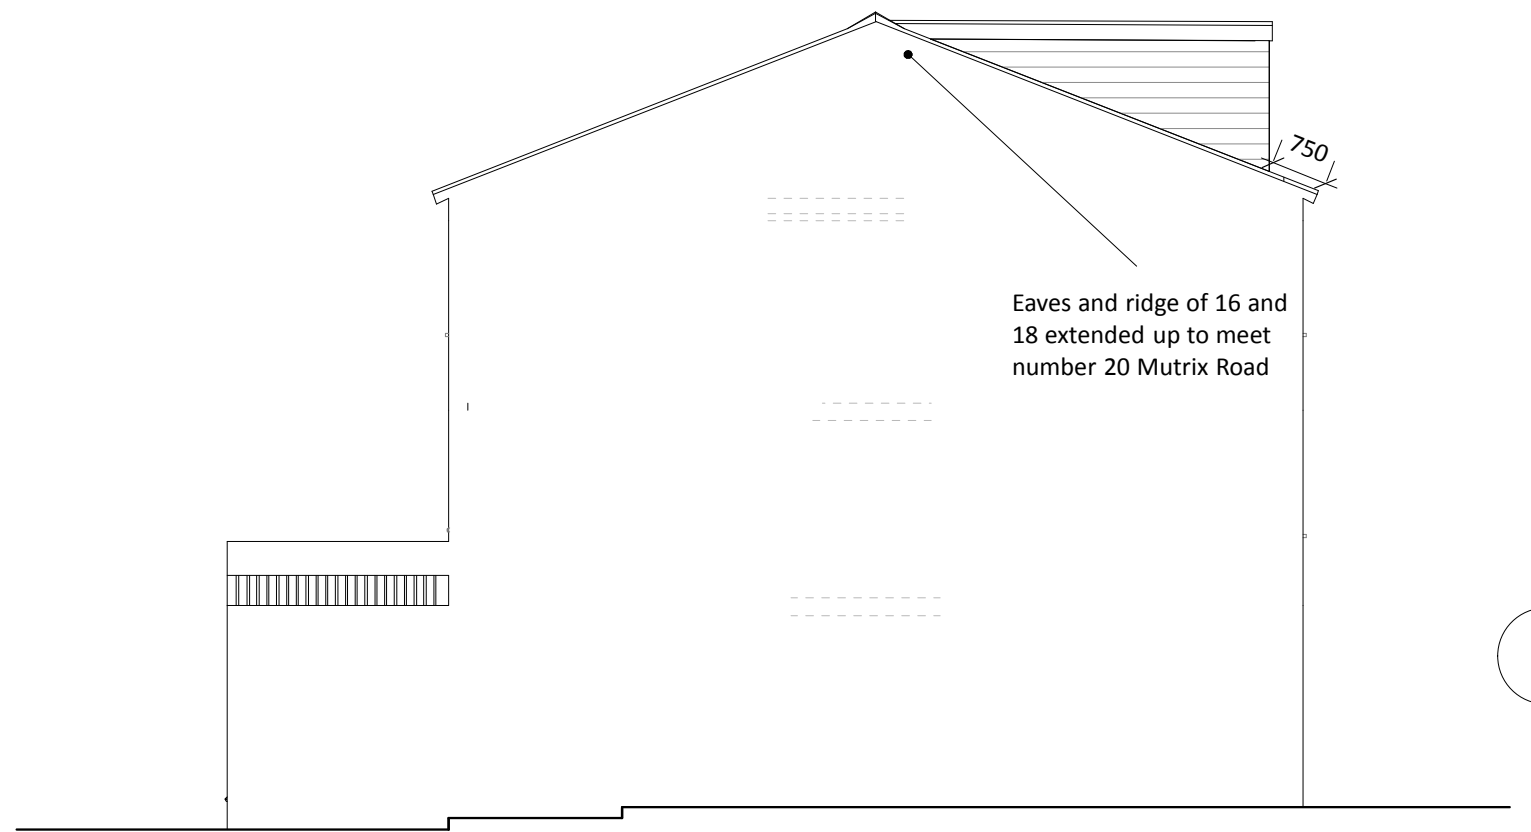 750
Eaves and ridge of 16 and
18 extended up to meet
number 20 Mutrix Road